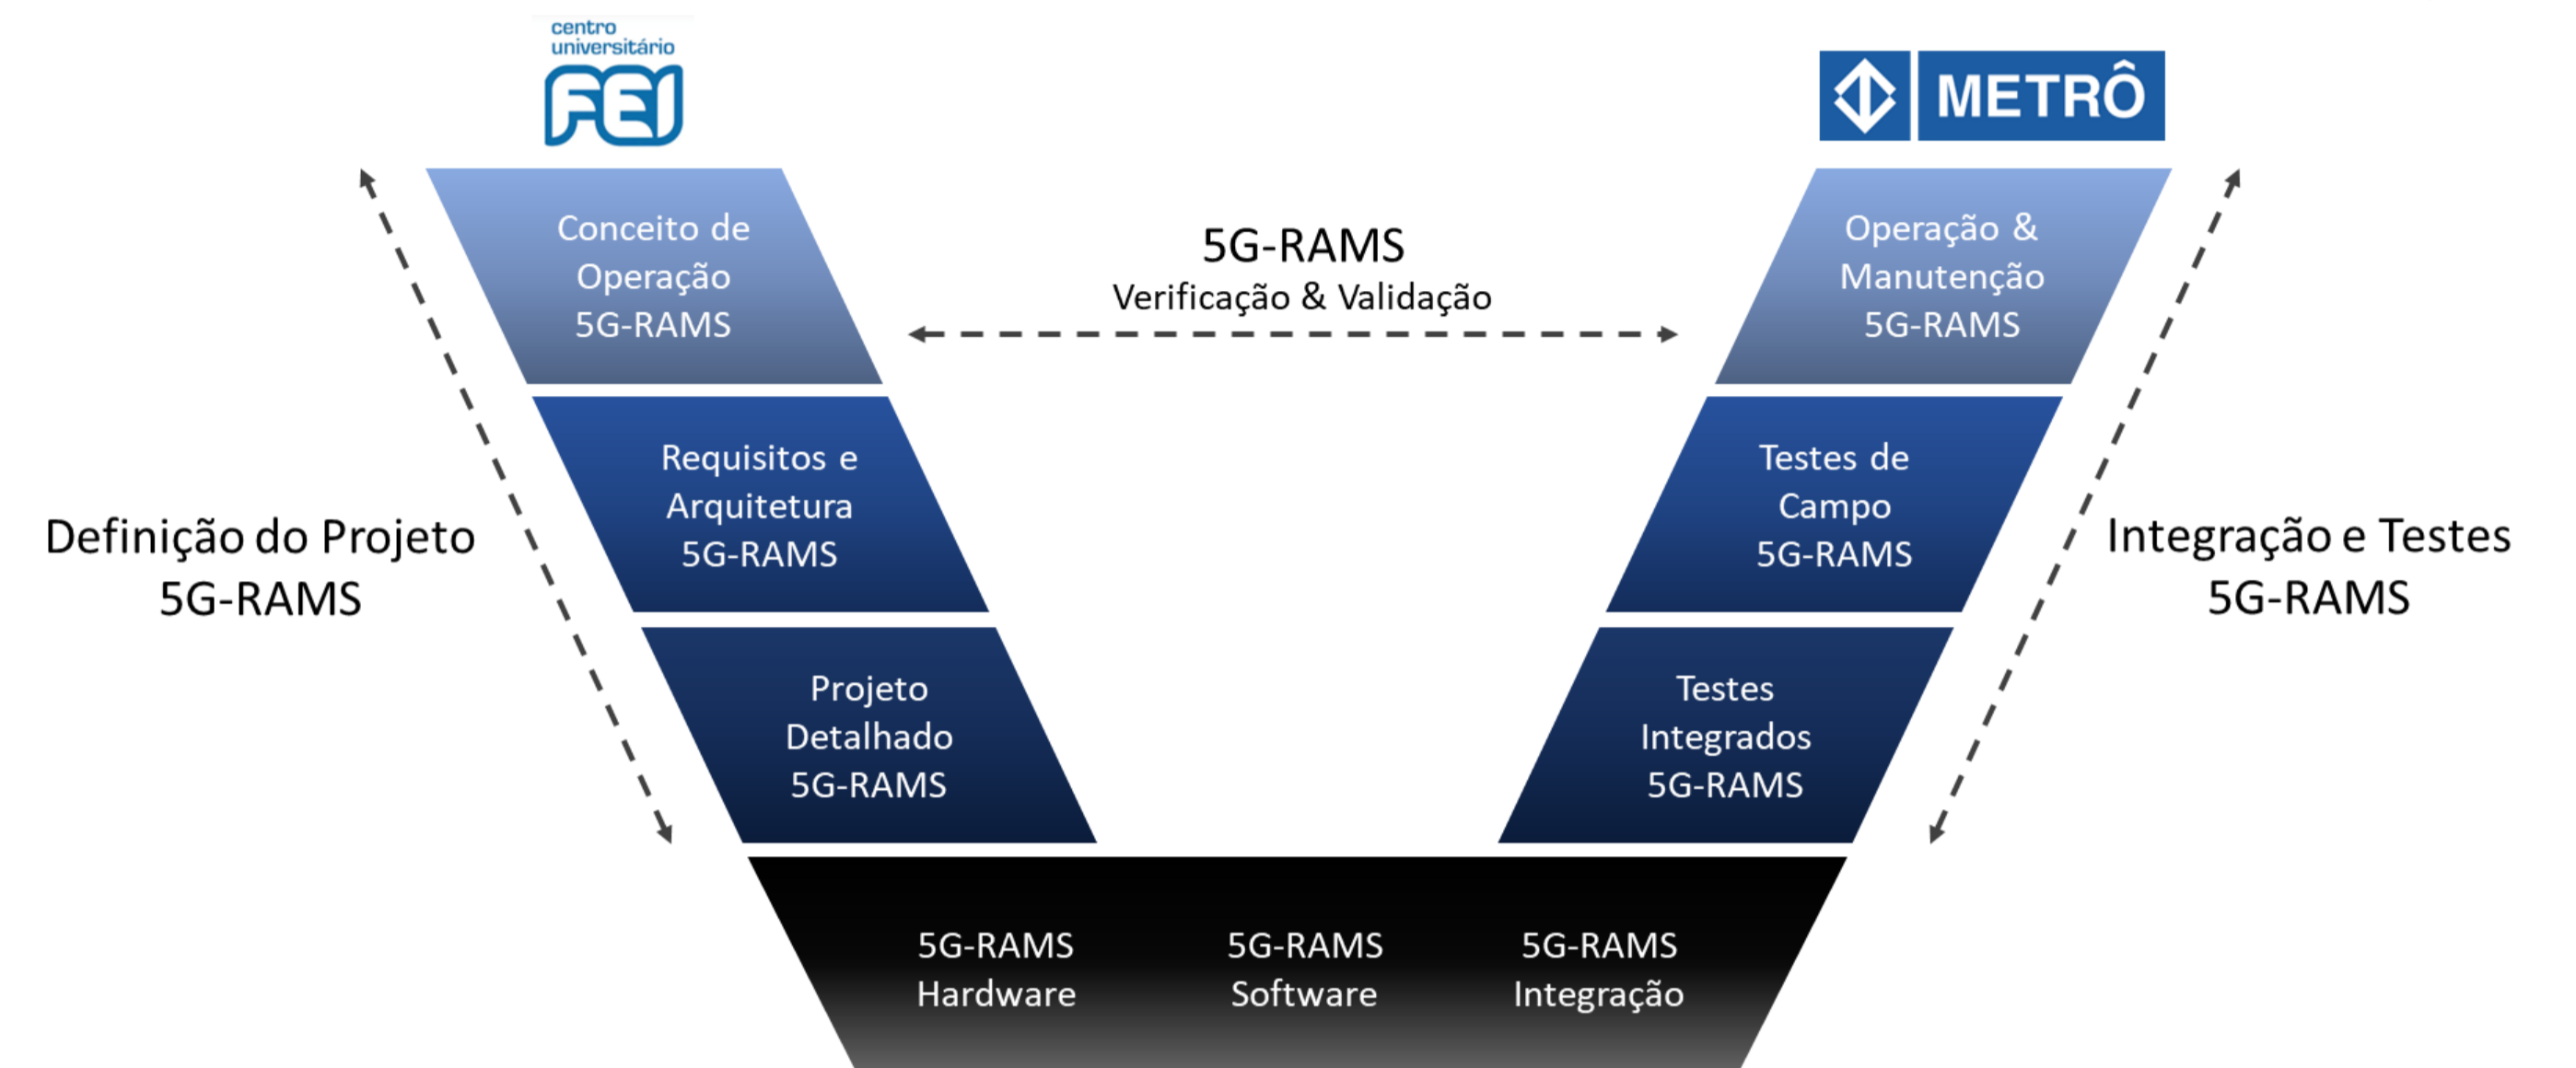 centro
universitário
FEI
METRÔ
Conceito de
Operação
5G-RAMS
5G-RAMS
Verificação & Validação
Operação &
Manutenção
5G-RAMS
Requisitos e
Arquitetura
5G-RAMS
Testes de
Campo
5G-RAMS
Definição do Projeto
5G-RAMS
Integração e Testes
5G-RAMS
Projeto
Detalhado
5G-RAMS
Testes
Integrados
5G-RAMS
5G-RAMS
Hardware
5G-RAMS
Software
5G-RAMS
Integração